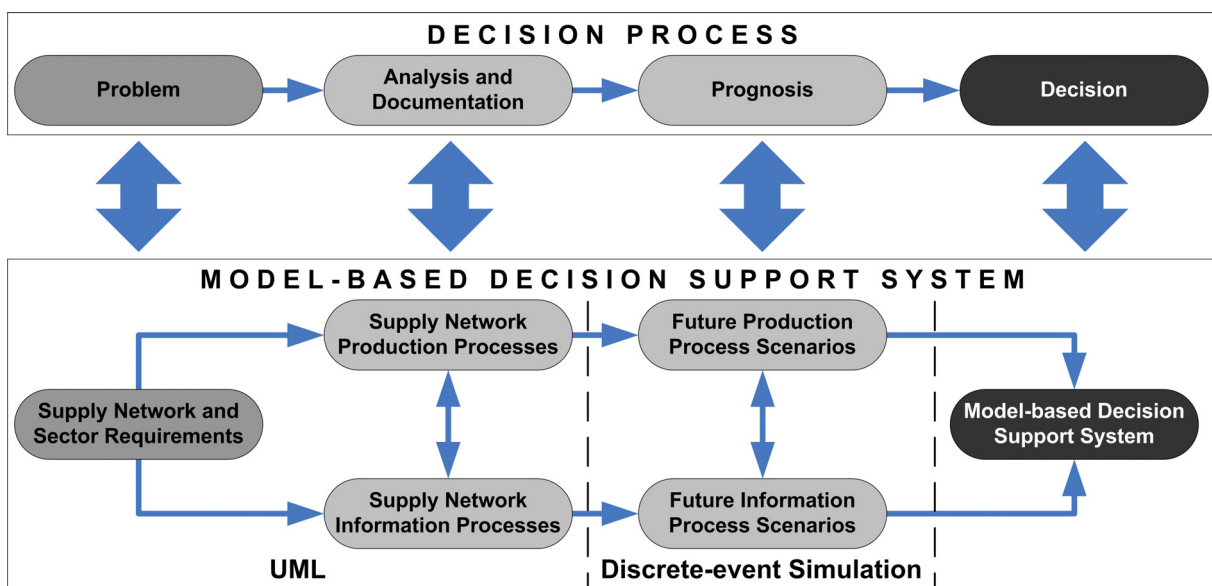 DECISION PROCESS
Problem
Analysis and
Documentation
Prognosis
Decision
MODEL-BASED DECISION SUPPORT SYSTEM
Supply Network
Production Processes
Future Production
Process Scenarios
Supply Network and
Sector Requirements
Model-based Decision
Support System
Supply Network
Information Processes
Future Information
Process Scenarios
UML
Discrete-event Simulation